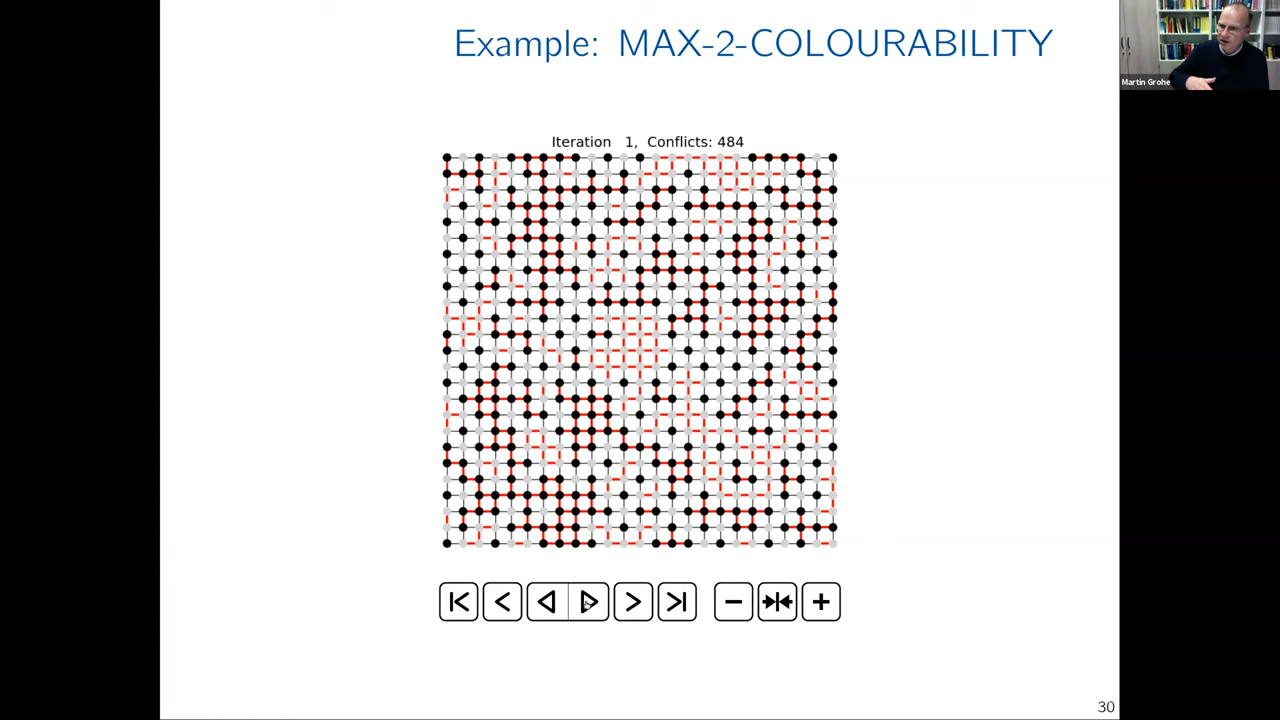 Example: MAX-2-COLOURABILITY
Martin Grohe
Iteration 1, Conflicts: 484
30